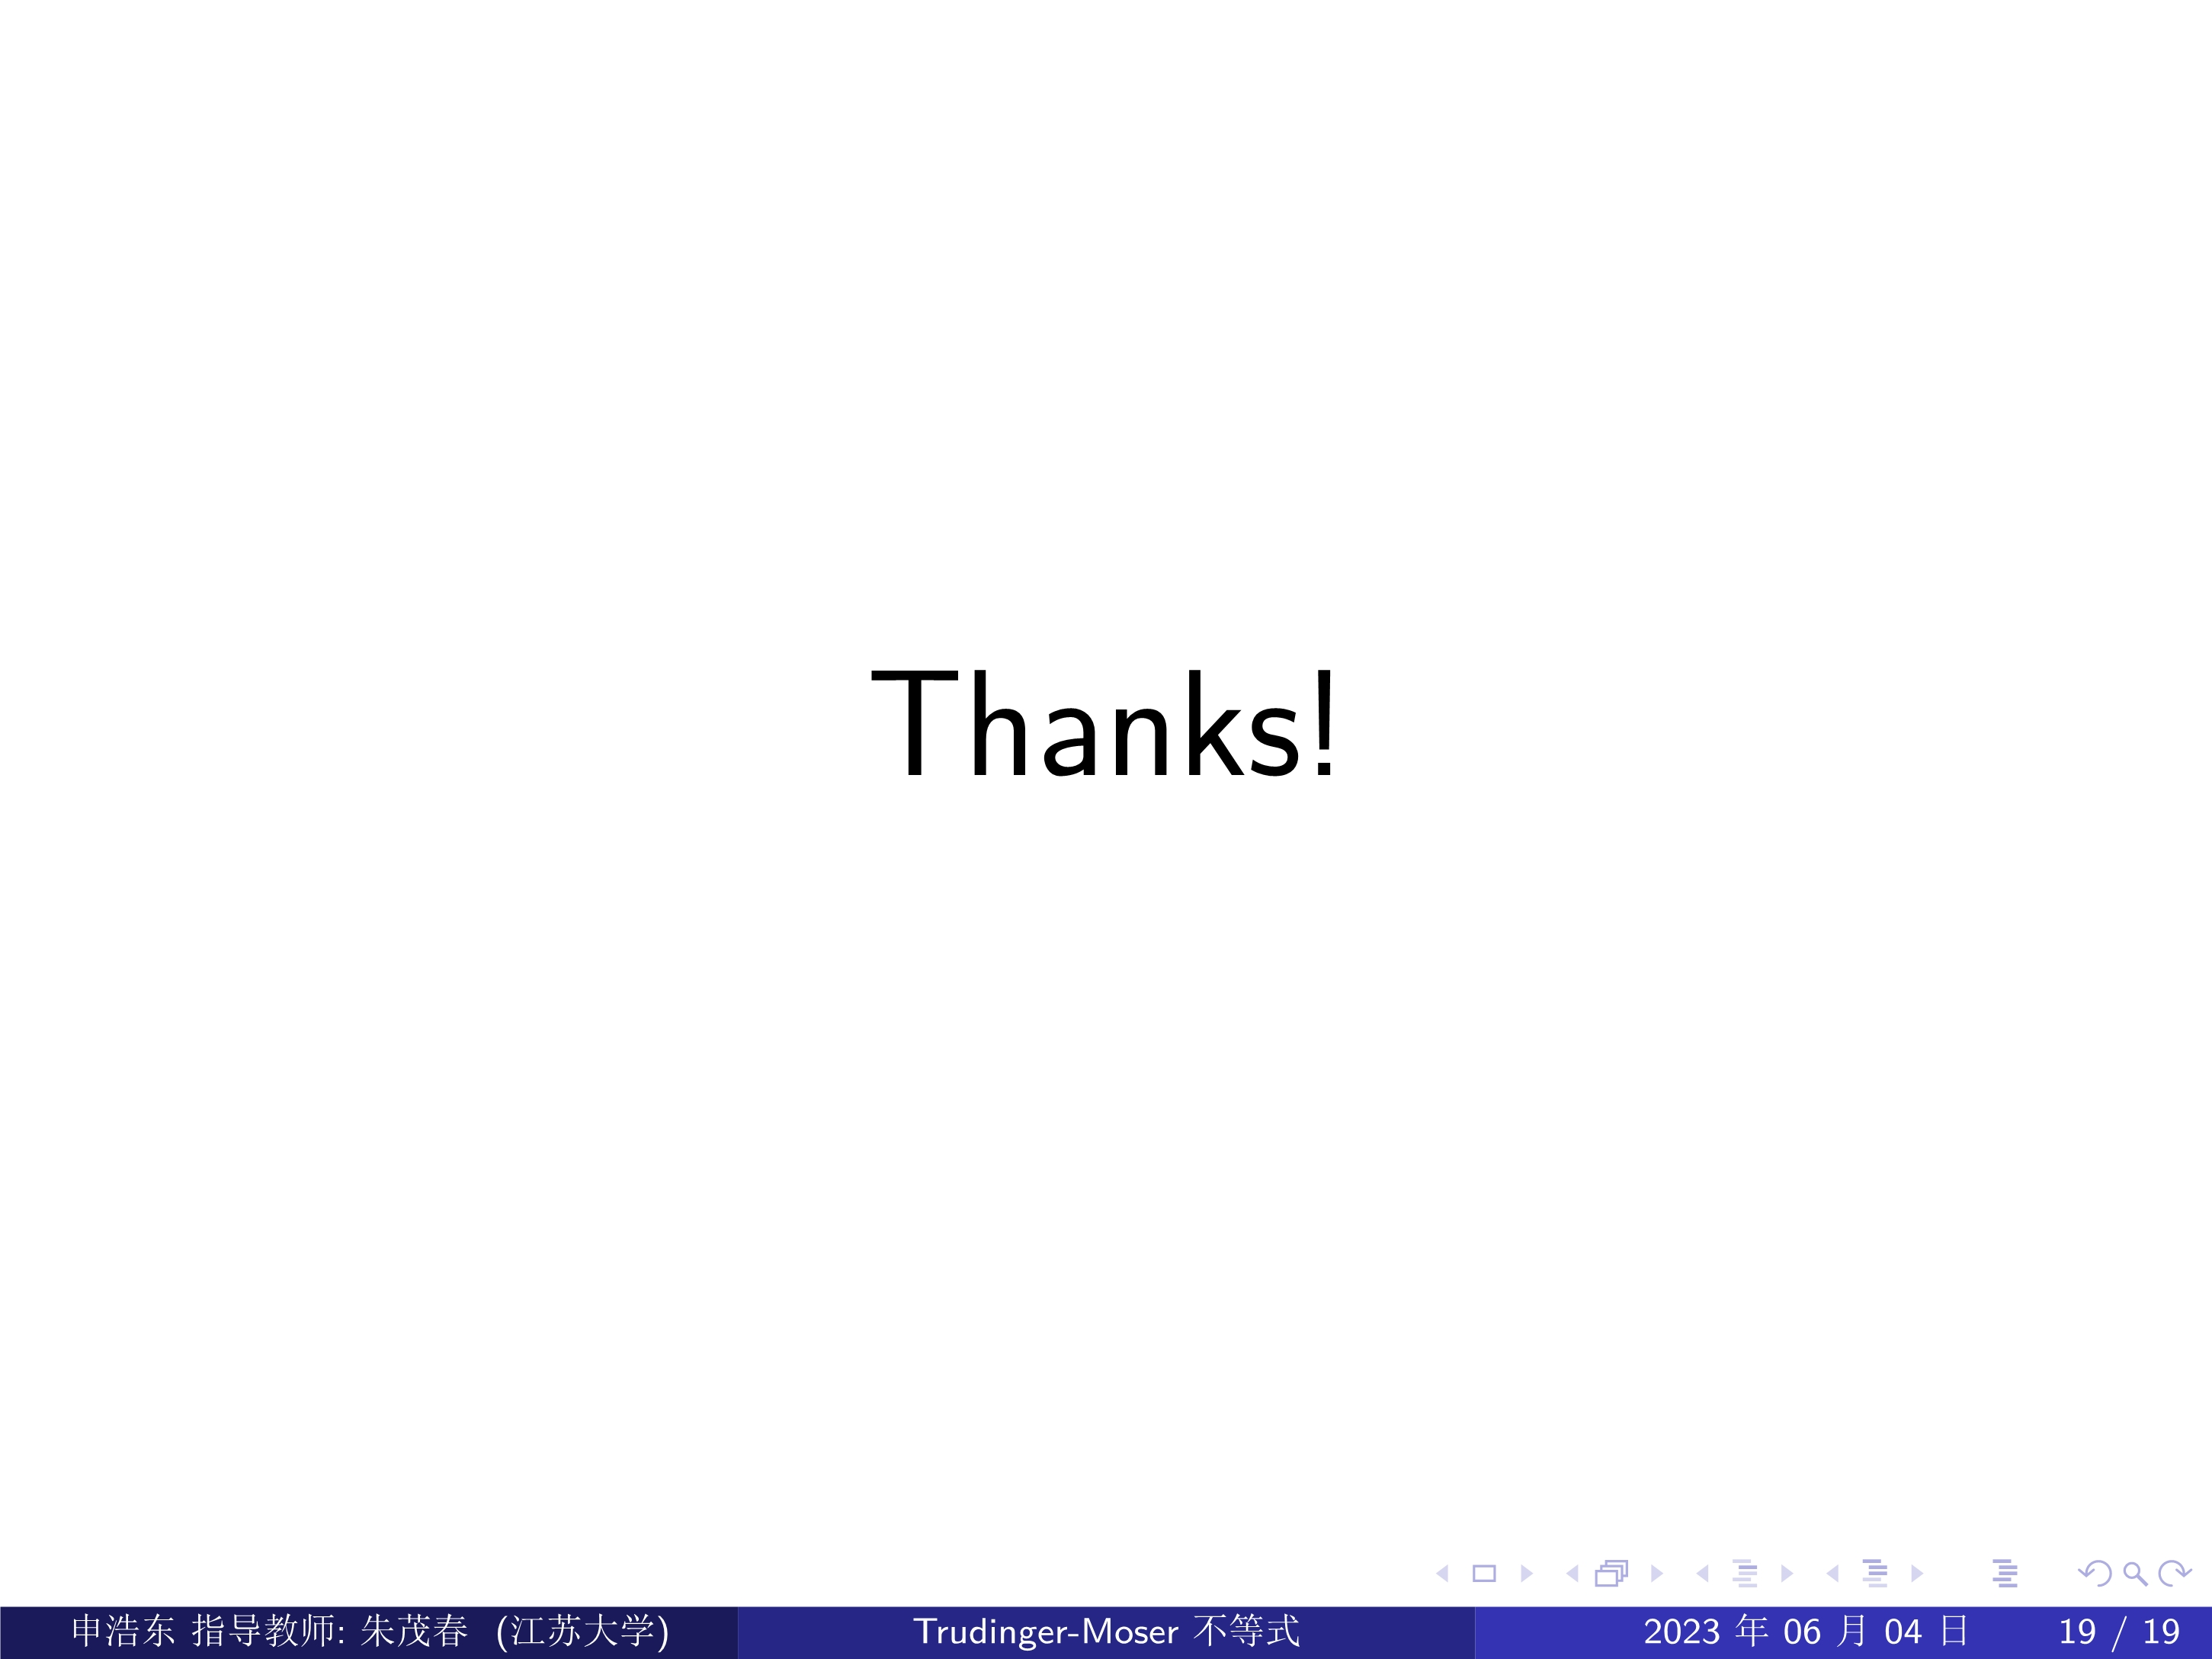 Thanks!
申浩东 指导教师: 朱茂春 (江苏大学) Trudinger-Moser 不等式 2023 年 06 月 04 日 19 / 19